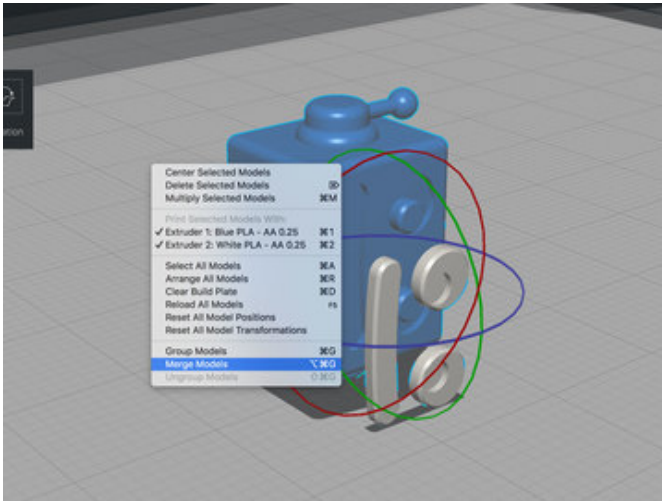 ation
Center Selected Models
Delete Selected Models ⌦
Multiply Selected Models ⌘M
Print Selected Models With:
✓ Extruder 1: Blue PLA - AA 0.25 ⌘1
✓ Extruder 2: White PLA - AA 0.25 ⌘2
Select All Models ⌘A
Arrange All Models ⌘R
Clear Build Plate ⌘D
Reload All Models F5
Reset All Model Positions
Reset All Model Transformations
Group Models ⌘G
Merge Models ⌥⌘G
Ungroup Models ⇧⌘G